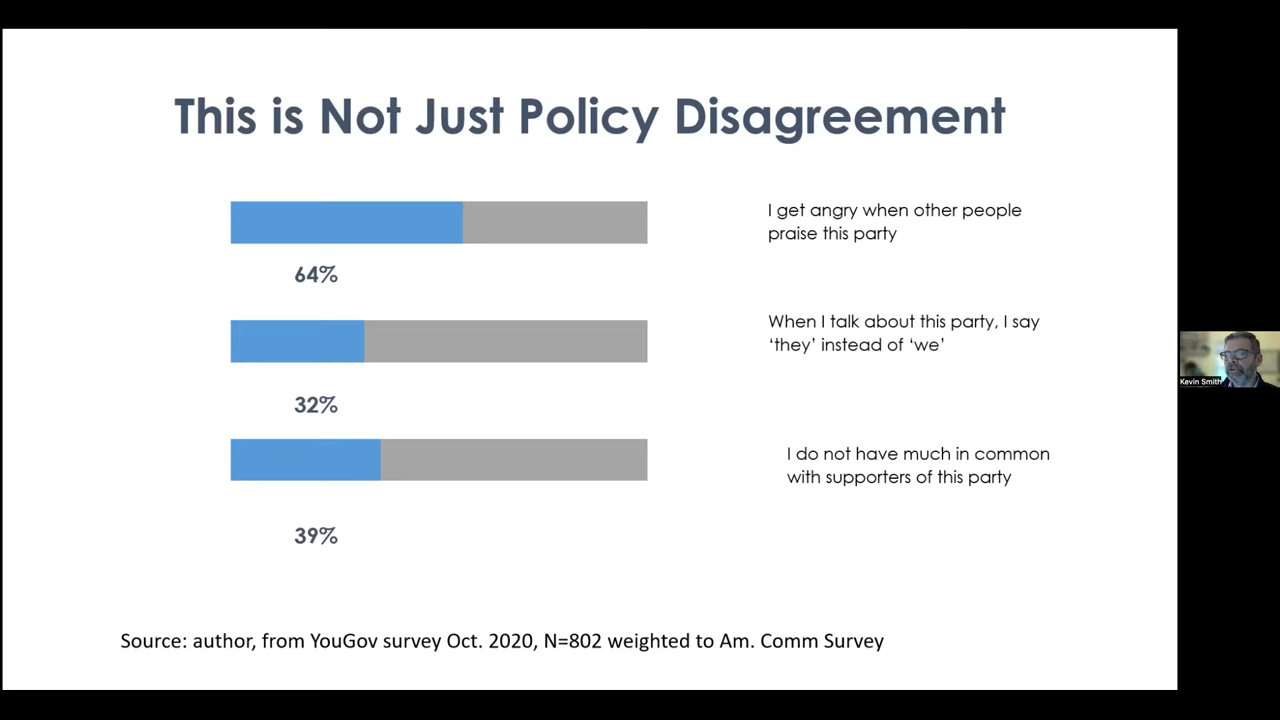 This is Not Just Policy Disagreement
I get angry when other people
praise this party
64%
When I talk about this party, I say
‘they’ instead of ‘we’
32%
I do not have much in common
with supporters of this party
39%
Source: author, from YouGov survey Oct. 2020, N=802 weighted to Am. Comm Survey
Kevin Smith